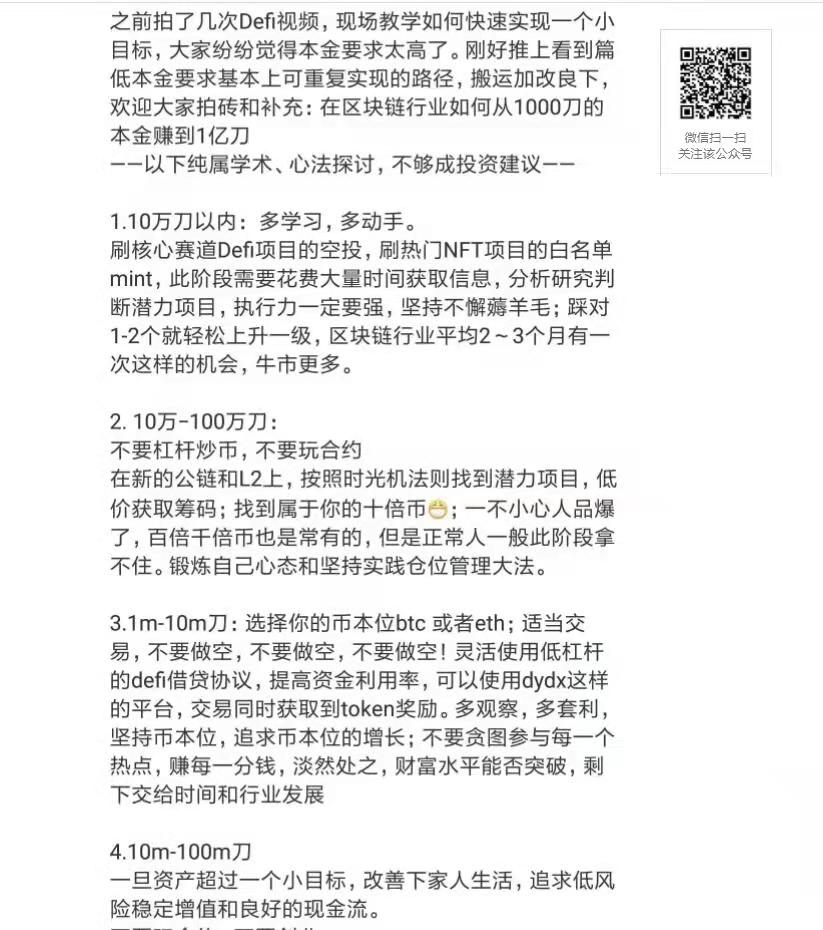 之前拍了几次Defi视频，现场教学如何快速实现一个小
目标，大家纷纷觉得本金要求太高了。刚好推上看到篇
低本金要求基本上可重复实现的路径，搬运加改良下，
欢迎大家拍砖和补充：在区块链行业如何从1000刀的
本金赚到1亿刀
——以下纯属学术、心法探讨，不够成投资建议——
微信扫一扫
关注该公众号
1.10万刀以内：多学习，多动手。
刷核心赛道Defi项目的空投，刷热门NFT项目的白名单
mint，此阶段需要花费大量时间获取信息，分析研究判
断潜力项目，执行力一定要强，坚持不懈薅羊毛；踩对
1-2个就轻松上升一级，区块链行业平均2～3个月有一
次这样的机会，牛市更多。
2. 10万-100万刀：
不要杠杆炒币，不要玩合约
在新的公链和L2上，按照时光机法则找到潜力项目，低
价获取筹码；找到属于你的十倍币😷；一不小心人品爆
了，百倍千倍币也是常有的，但是正常人一般此阶段拿
不住。锻炼自己心态和坚持实践仓位管理大法。
3.1m-10m刀：选择你的币本位btc 或者eth；适当交
易，不要做空，不要做空，不要做空！灵活使用低杠杆
的defi借贷协议，提高资金利用率，可以使用dydx这样
的平台，交易同时获取到token奖励。多观察，多套利，
坚持币本位，追求币本位的增长；不要贪图参与每一个
热点，赚每一分钱，淡然处之，财富水平能否突破，剩
下交给时间和行业发展
4.10m-100m刀
一旦资产超过一个小目标，改善下家人生活，追求低风
险稳定增值和良好的现金流。